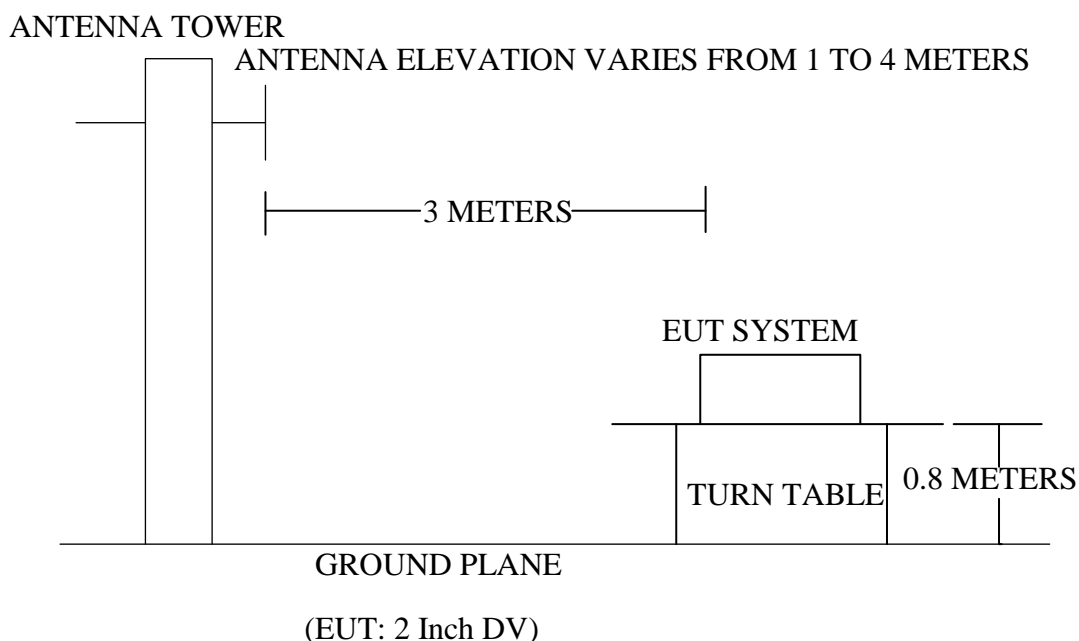 ANTENNA TOWER
ANTENNA ELEVATION VARIES FROM 1 TO 4 METERS
3 METERS
EUT SYSTEM
TURN TABLE
0.8 METERS
GROUND PLANE
(EUT: 2 Inch DV)